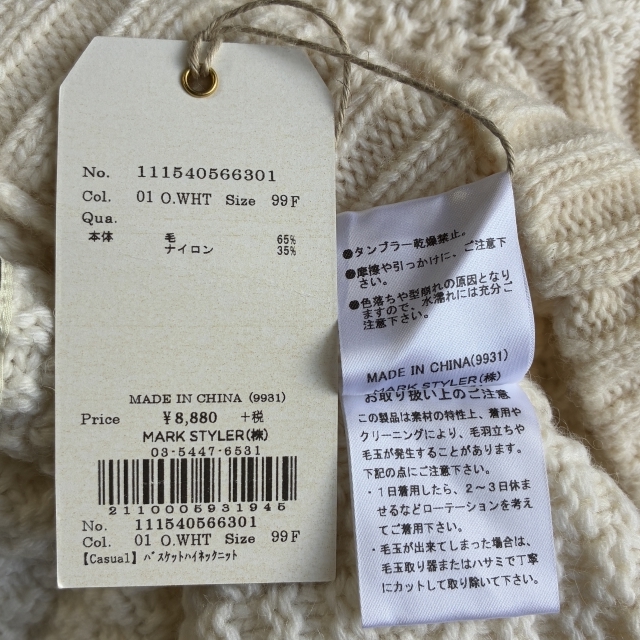 No. 111540566301
Col. 01 O.WHT Size 99F
Qua.
本体 毛 65%
ナイロン 35%
MADE IN CHINA (9931)
Price ¥8,880 +税
MARK STYLER(株)
03-5447-6531
2110005931945
No. 111540566301
Col. 01 O.WHT Size 99F
【Casual】バスケットハイネックニット
●タンブラー乾燥禁止。
●摩擦や引っかけに、ご注意下
さい。
●色落ちや型崩れの原因となり
ますので、水濡れには充分ご
注意下さい。
MADE IN CHINA(9931)
MARK STYLER(株)
お取り扱い上のご注意
この製品は素材の特性上、着用や
クリーニングにより、毛羽立ちや
毛玉が発生することがあります。
下記の点にご注意下さい。
・1日着用したら、2～3日休ま
せるなどローテーションを考え
てご着用下さい。
・毛玉が出来てしまった場合は、
毛玉取り器またはハサミで丁寧
にカットして取り除いて下さい。